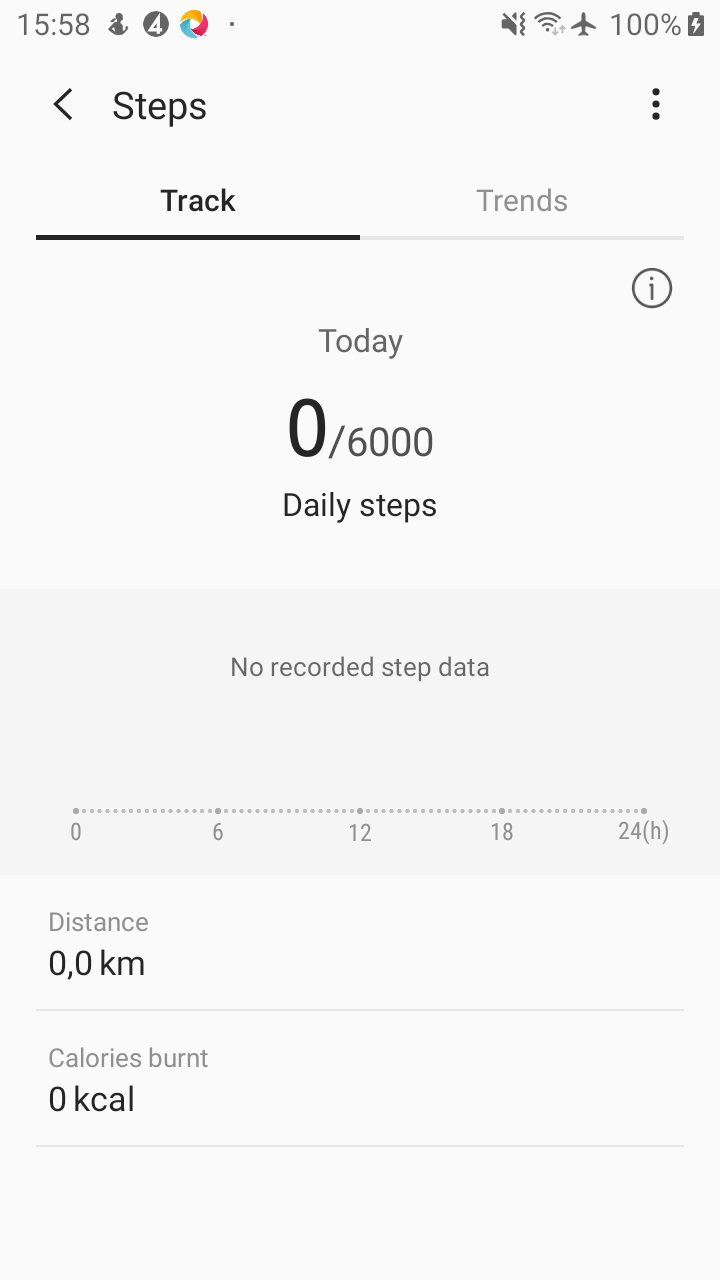 15:58
4
100%
Steps
Track
Trends
Today
0/6000
Daily steps
No recorded step data
0 6 12 18 24(h)
Distance
0,0 km
Calories burnt
0 kcal